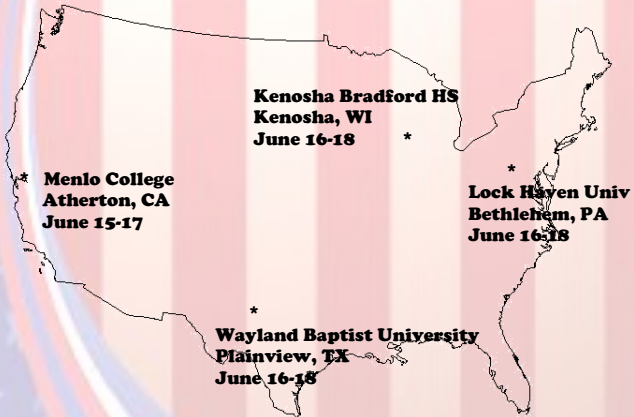 Kenosha Bradford HS
Kenosha, WI
June 16-18
*
* Menlo College
Atherton, CA
June 15-17
*
Lock Haven Univ
Bethlehem, PA
June 16-18
*
Wayland Baptist University
Plainview, TX
June 16-18